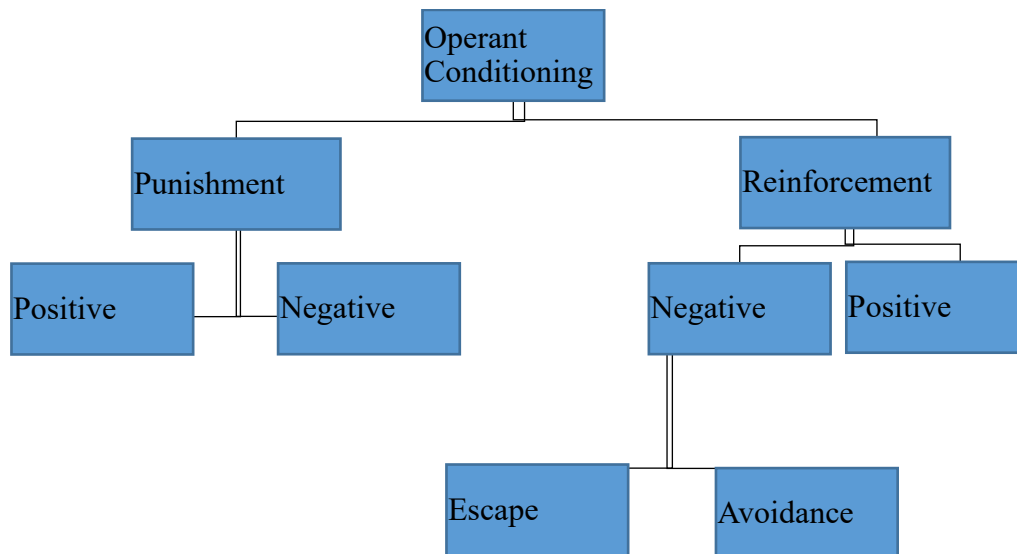 Operant
Conditioning
Punishment
Reinforcement
Positive
Negative
Negative
Positive
Escape
Avoidance